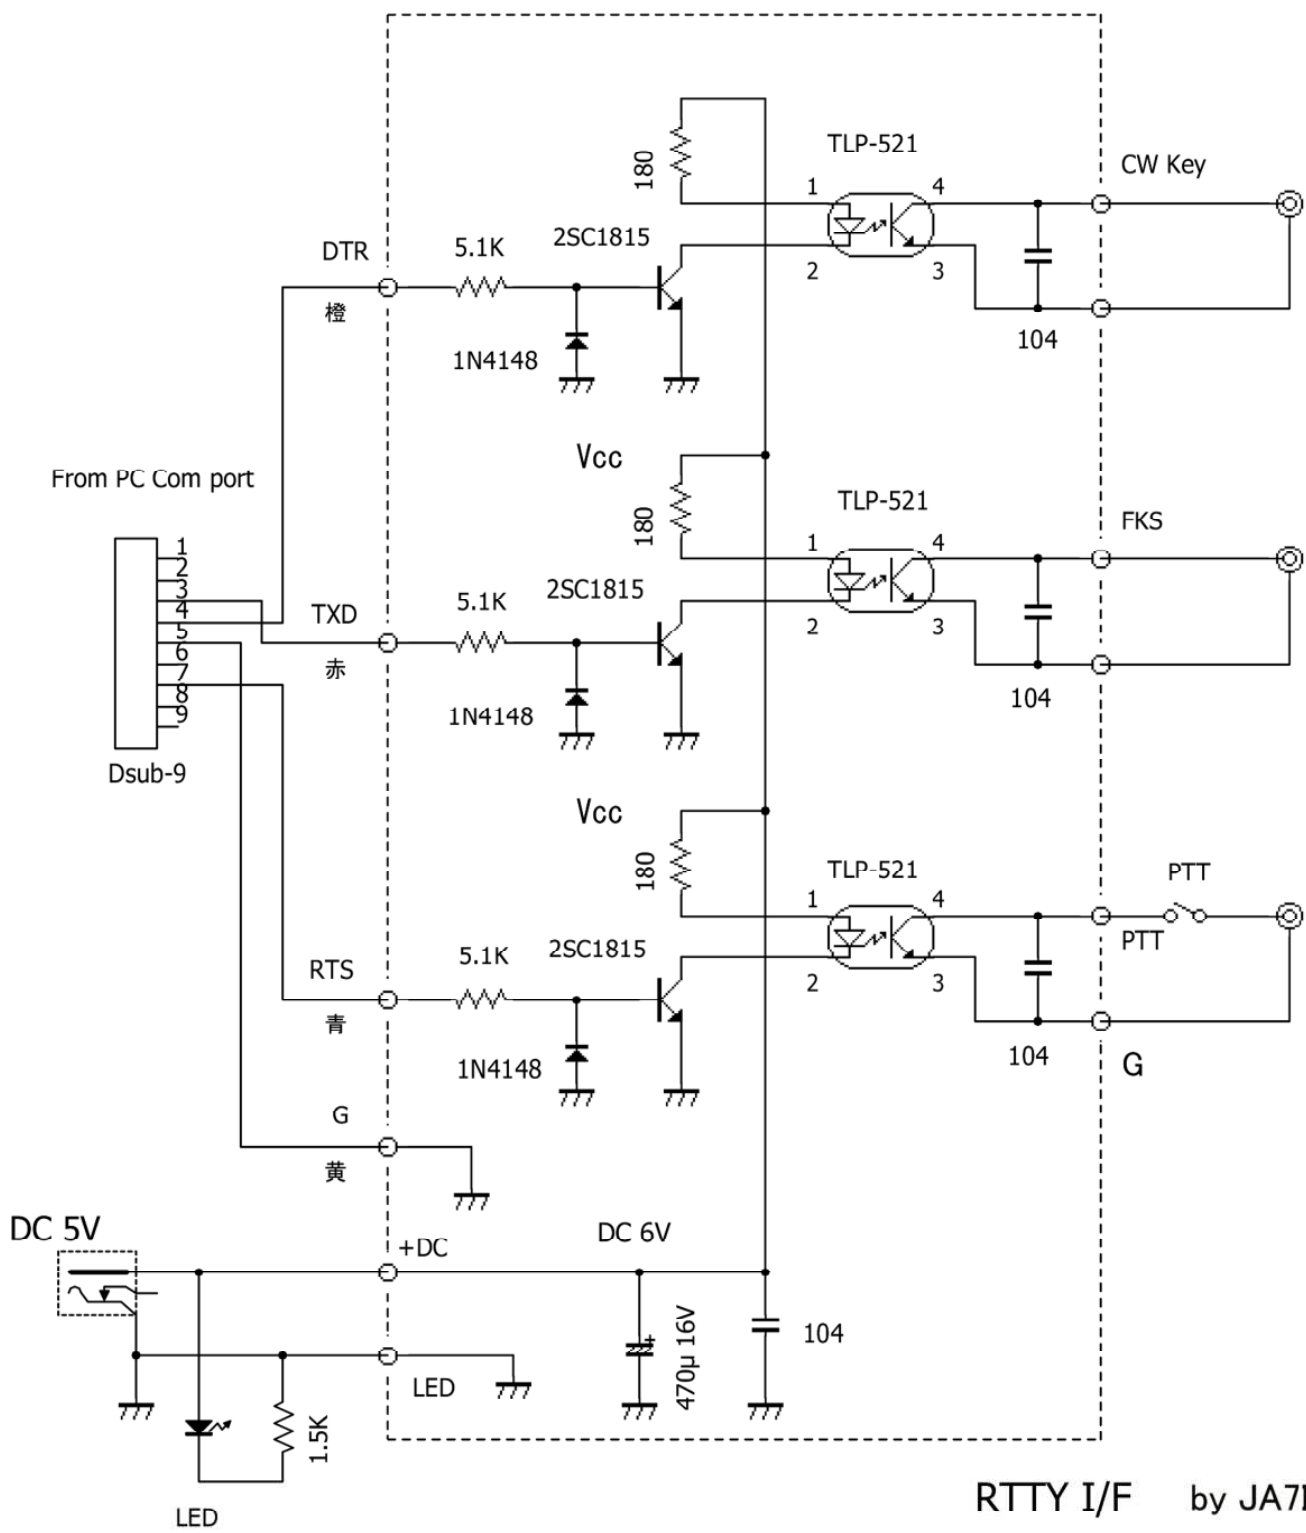 TLP-521
CW Key
180
1
4
2SC1815
DTR
5.1K
橙
2
3
1N4148
104
Vcc
From PC Com port
TLP-521
FKS
180
1
4
1
2
3
4
5
6
7
8
9
TXD
5.1K
2SC1815
赤
2
3
1N4148
104
Dsub-9
Vcc
TLP-521
PTT
180
1
4
PTT
RTS
5.1K
2SC1815
青
2
3
1N4148
104
G
G
黄
DC 5V
+DC
DC 6V
470μ 16V
+
104
LED
1.5K
LED
RTTY I/F by